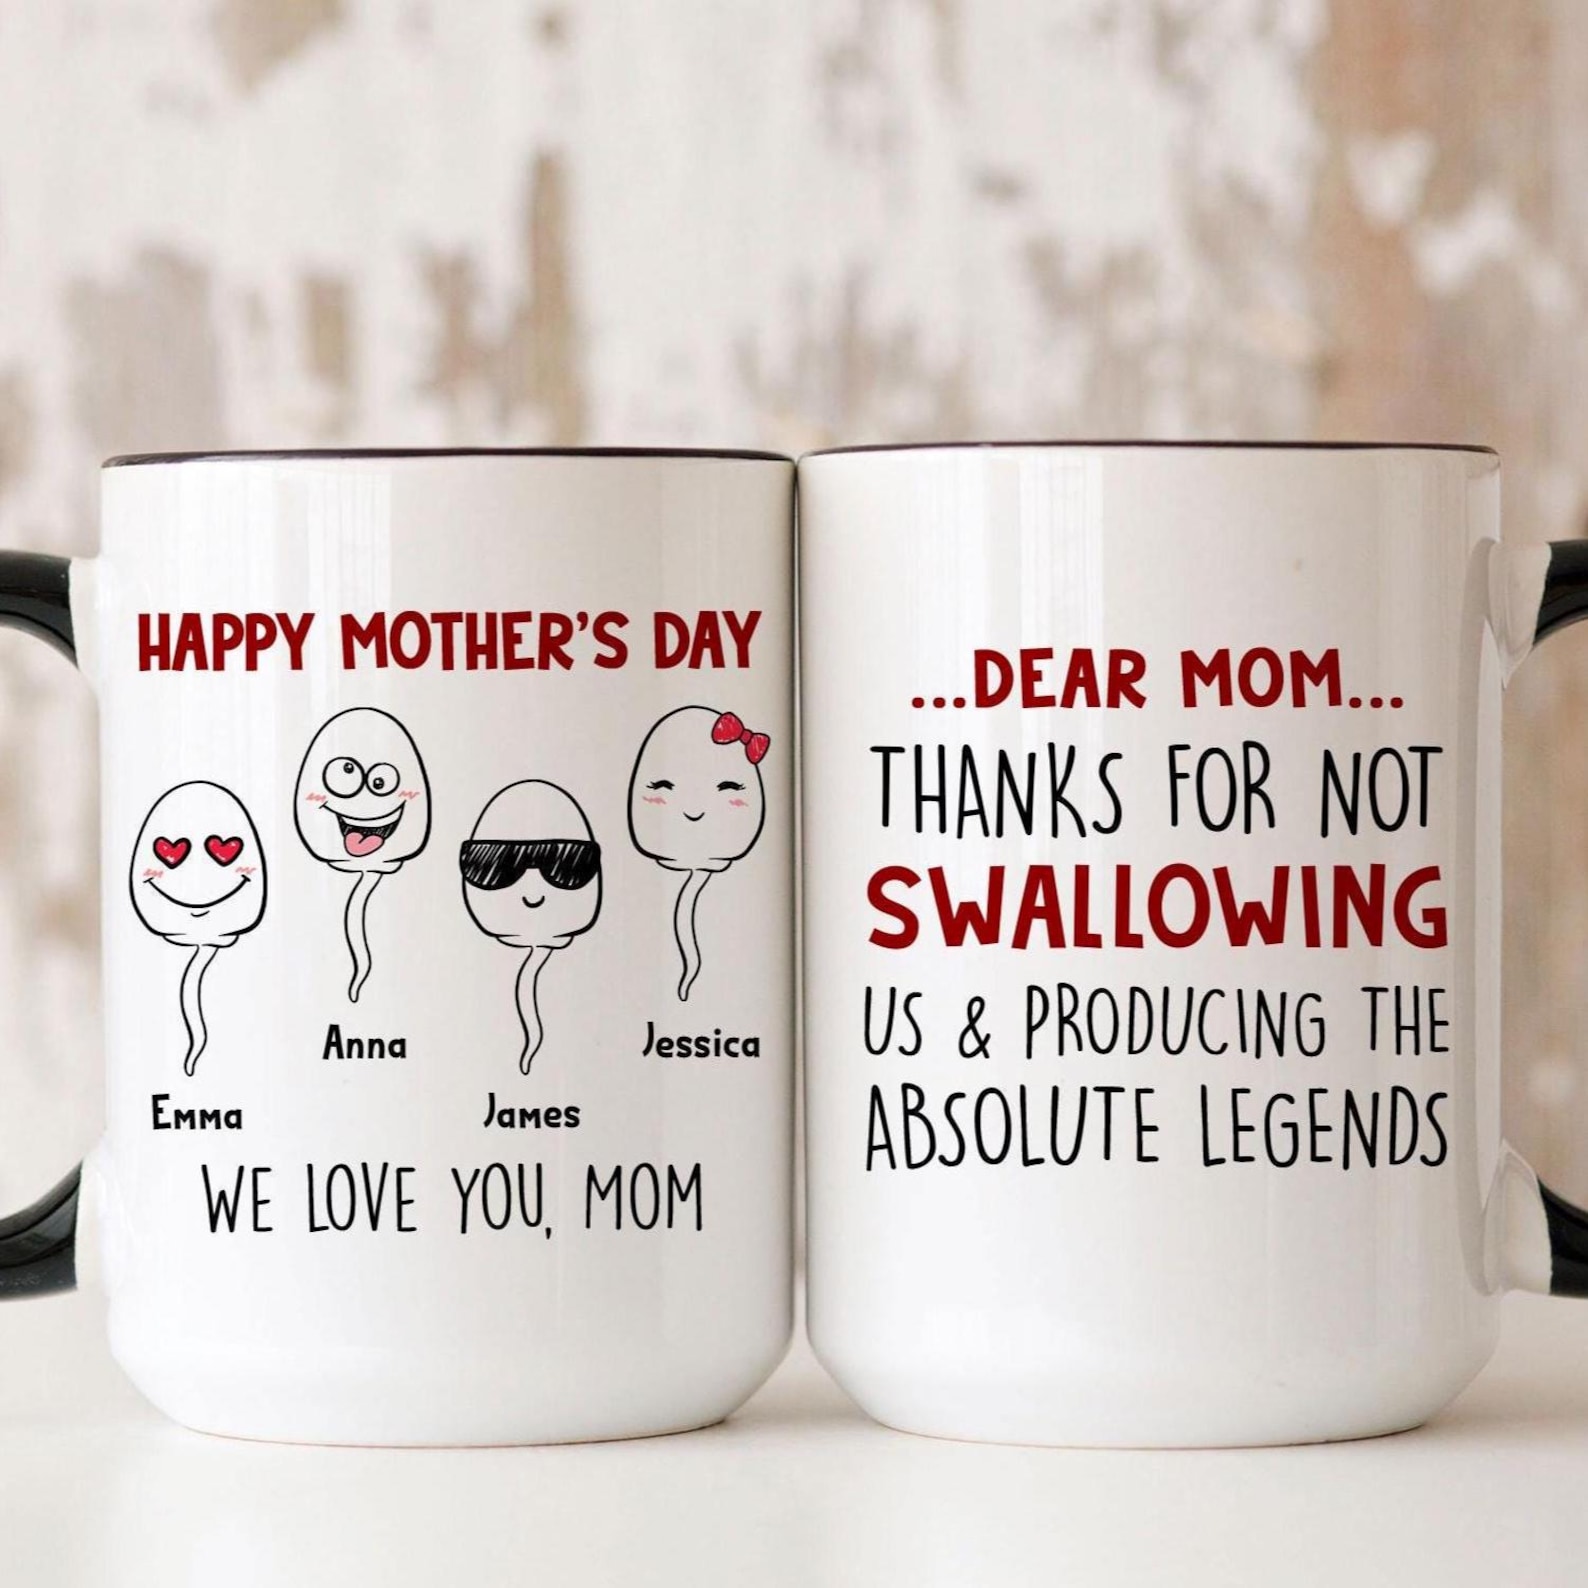 HAPPY MOTHER'S DAY
Anna
Jessica
Emma
James
WE LOVE YOU, MOM
...DEAR MOM...
THANKS FOR NOT
SWALLOWING
US & PRODUCING THE
ABSOLUTE LEGENDS